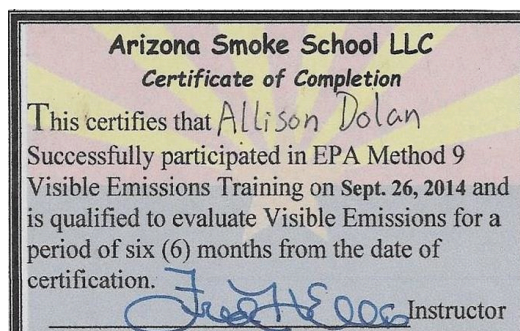 Arizona Smoke School LLC
Certificate of Completion
This certifies that Allison Dolan
Successfully participated in EPA Method 9
Visible Emissions Training on Sept. 26, 2014 and
is qualified to evaluate Visible Emissions for a
period of six (6) months from the date of
certification.
Instructor